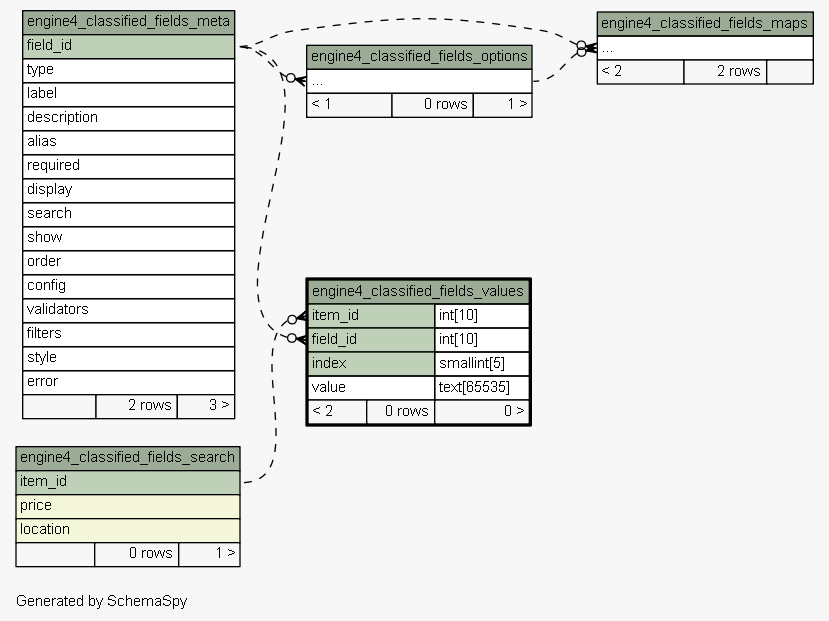 engine4_classified_fields_meta
field_id
type
label
description
alias
required
display
search
show
order
config
validators
filters
style
error
2 rows 3 >
engine4_classified_fields_options
...
< 1 0 rows 1 >
engine4_classified_fields_maps
...
< 2 2 rows
engine4_classified_fields_values
item_id int[10]
field_id int[10]
index smallint[5]
value text[65535]
< 2 0 rows 0 >
engine4_classified_fields_search
item_id
price
location
0 rows 1 >
Generated by SchemaSpy